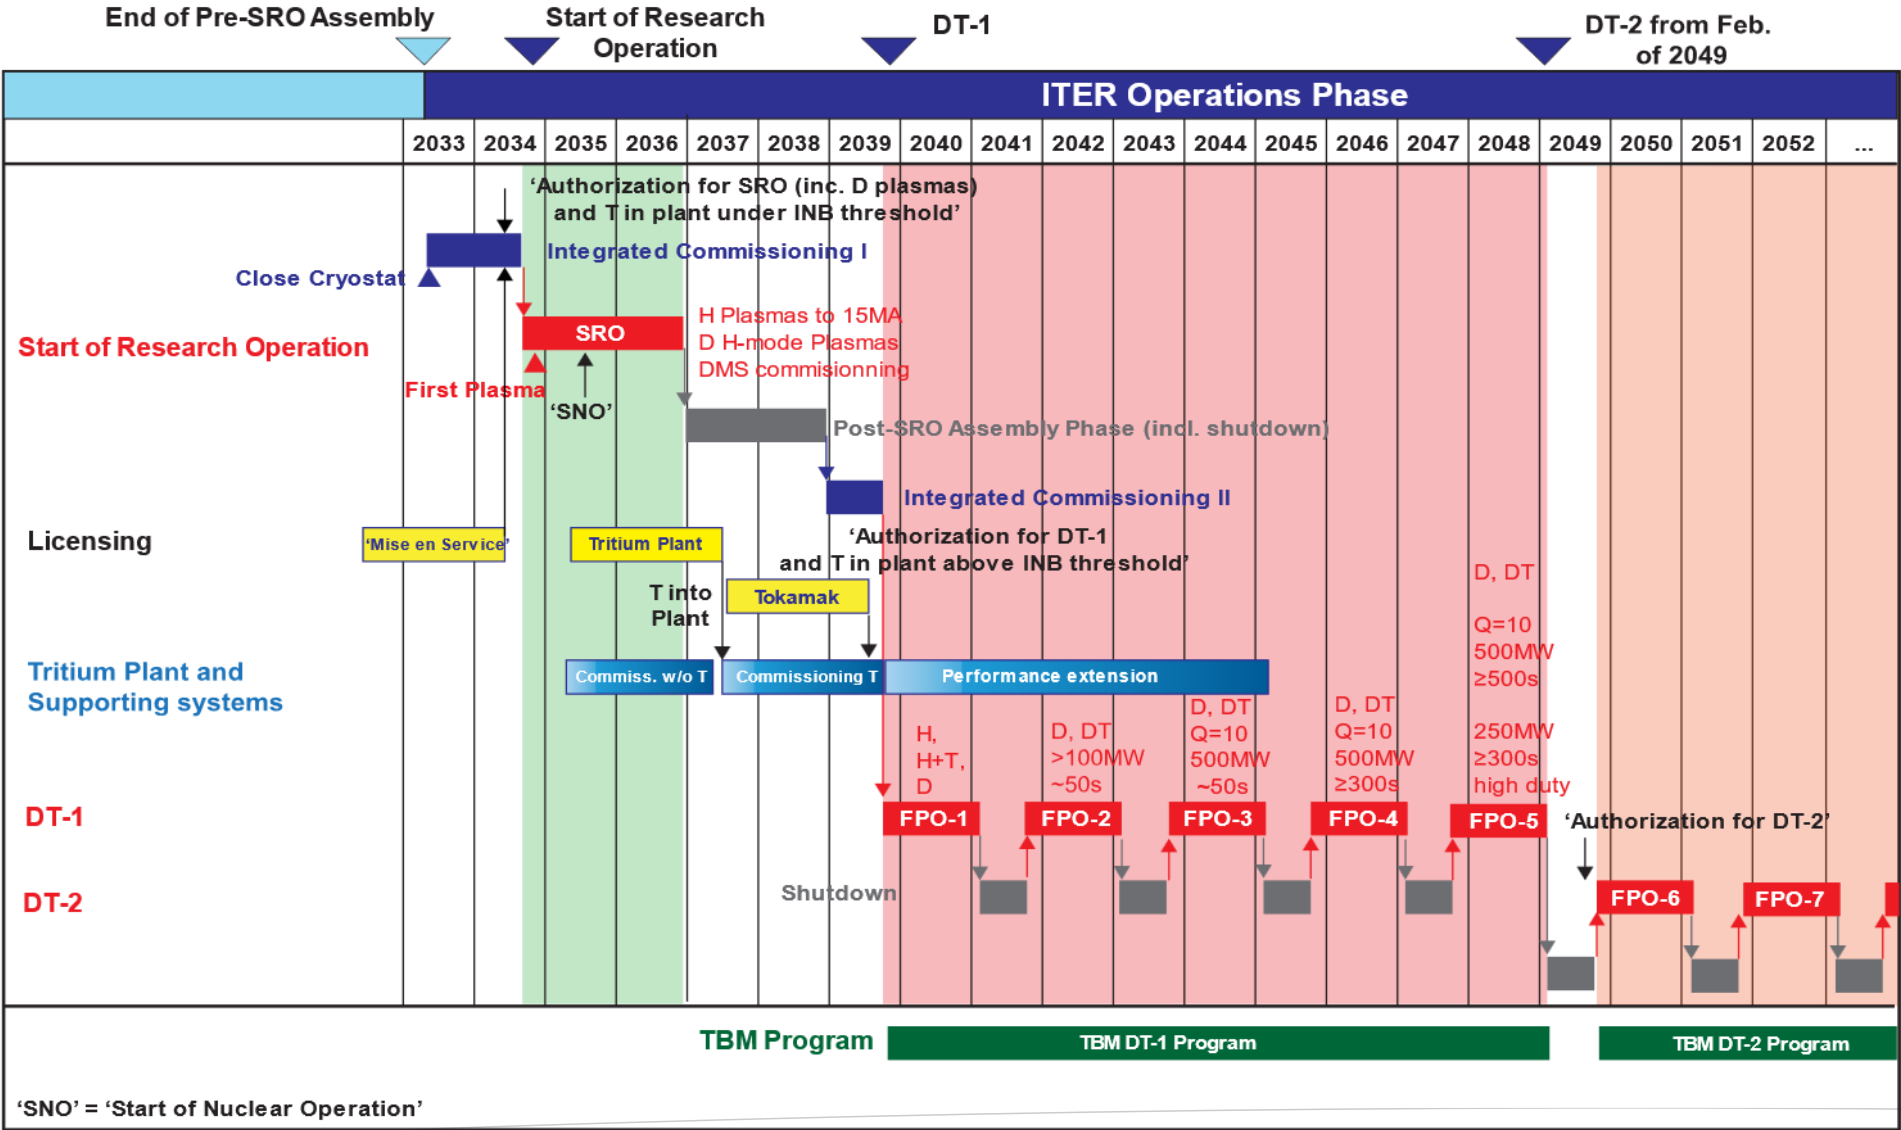 End of Pre-SRO Assembly
Start of Research
Operation
DT-1
DT-2 from Feb.
of 2049
ITER Operations Phase
2033 2034 2035 2036 2037 2038 2039 2040 2041 2042 2043 2044 2045 2046 2047 2048 2049 2050 2051 2052 ...
‘Authorization for SRO (inc. D plasmas)
and T in plant under INB threshold’
Integrated Commissioning I
Close Cryostat
Start of Research Operation
SRO
H Plasmas to 15MA
D H-mode Plasmas
DMS commisionning
First Plasma
‘SNO’
Post-SRO Assembly Phase (incl. shutdown)
Integrated Commissioning II
Licensing
‘Mise en Service’
Tritium Plant
‘Authorization for DT-1
and T in plant above INB threshold’
T into
Plant
Tokamak
Tritium Plant and
Supporting systems
Commiss. w/o T
Commissioning T
Performance extension
H,
H+T,
D
D, DT
>100MW
~50s
D, DT
Q=10
500MW
~50s
D, DT
Q=10
500MW
≥300s
D, DT
Q=10
500MW
≥500s
250MW
≥300s
high duty
DT-1
FPO-1
FPO-2
FPO-3
FPO-4
FPO-5
‘Authorization for DT-2’
Shutdown
DT-2
FPO-6
FPO-7
TBM Program
TBM DT-1 Program
TBM DT-2 Program
‘SNO’ = ‘Start of Nuclear Operation’